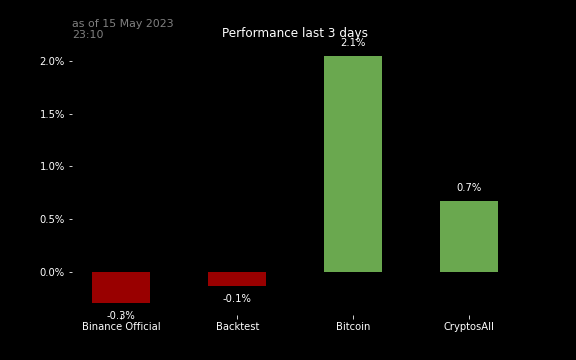 as of 15 May 2023
23:10
Performance last 3 days
2.1%
2.0%
1.5%
1.0%
0.7%
0.5%
0.0%
-0.1%
-0.3%
Binance Official
Backtest
Bitcoin
CryptosAll